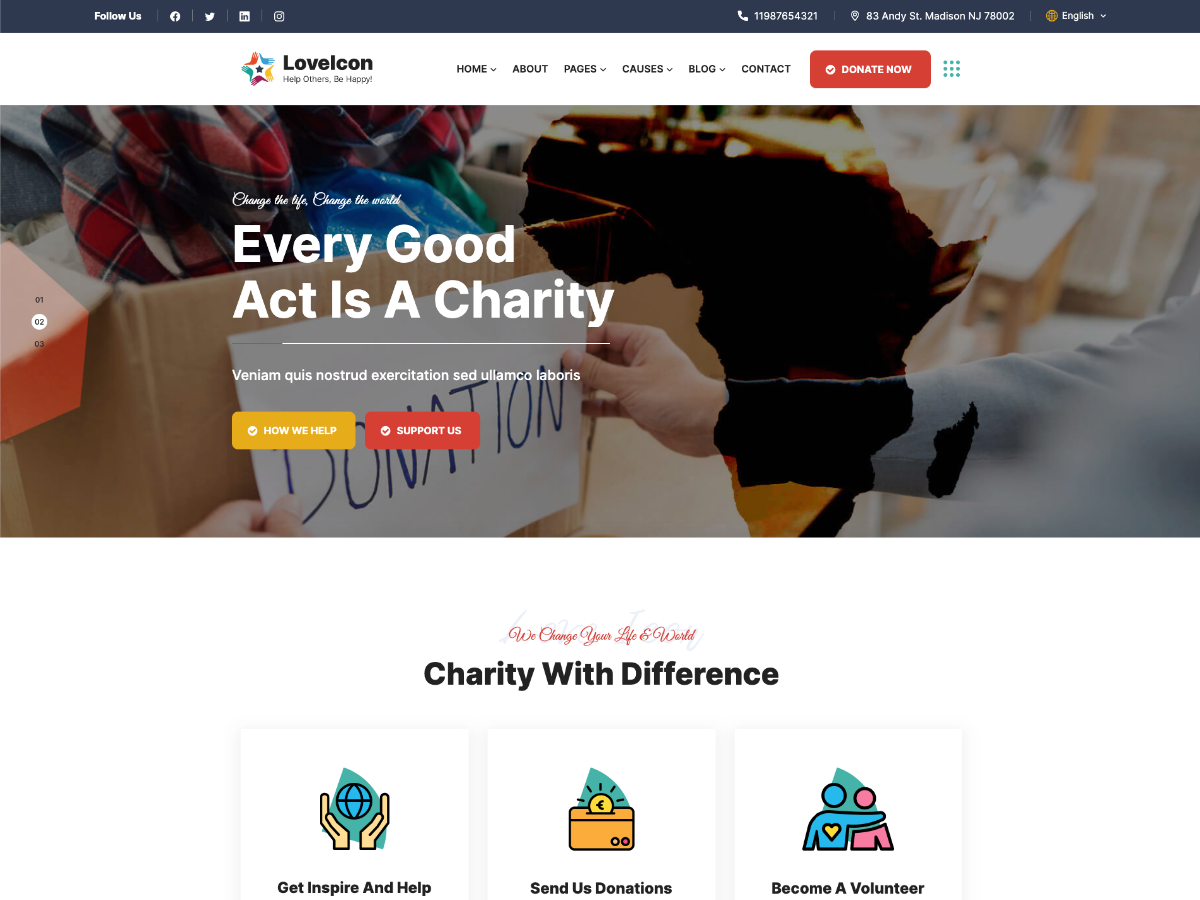 Follow Us
11987654321
83 Andy St. Madison NJ 78002
English
LoveIcon
Help Others, Be Happy!
HOME
ABOUT
PAGES
CAUSES
BLOG
CONTACT
DONATE NOW
Change the life, Change the world
Every Good
Act Is A Charity
01
02
03
Veniam quis nostrud exercitation sed ullamco laboris
HOW WE HELP
SUPPORT US
DONATION
Love Icon
We Change Your Life & World
Charity With Difference
€
Get Inspire And Help
Send Us Donations
Become A Volunteer